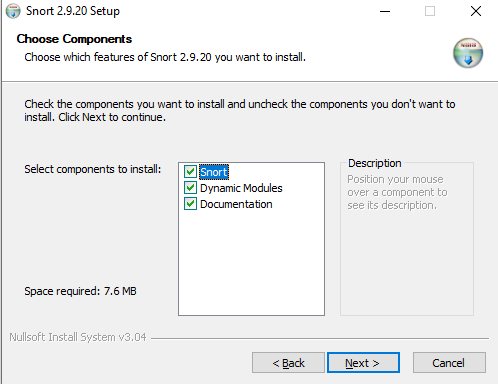 Snort 2.9.20 Setup
Choose Components
Choose which features of Snort 2.9.20 you want to install.
Check the components you want to install and uncheck the components you don't want to
install. Click Next to continue.
Select components to install:
Snort
Dynamic Modules
Documentation
Description
Position your mouse
over a component to
see its description.
Space required: 7.6 MB
Nullsoft Install System v3.04
< Back
Next >
Cancel